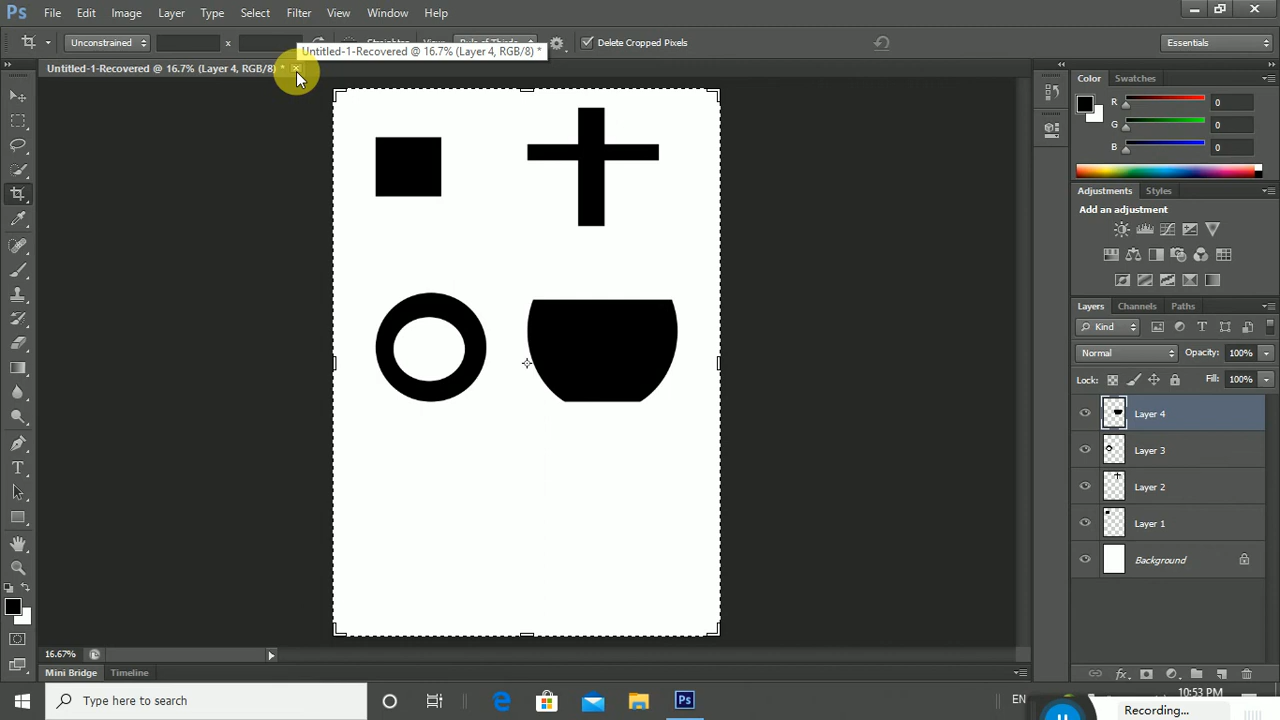 Ps File Edit Image Layer Type Select Filter View Window Help
Unconstrained x Delete Cropped Pixels Essentials
Untitled-1-Recovered @ 16.7% (Layer 4, RGB/8) *
Untitled-1-Recovered @ 16.7% (Layer 4, RGB/8) *
Color Swatches
R 0
G 0
B 0
Adjustments Styles
Add an adjustment
Layers Channels Paths
Kind
Normal Opacity: 100%
Lock: Fill: 100%
Layer 4
Layer 3
Layer 2
Layer 1
Background
16.67%
Mini Bridge Timeline
Type here to search
Ps
EN
10:53 PM
Recording...